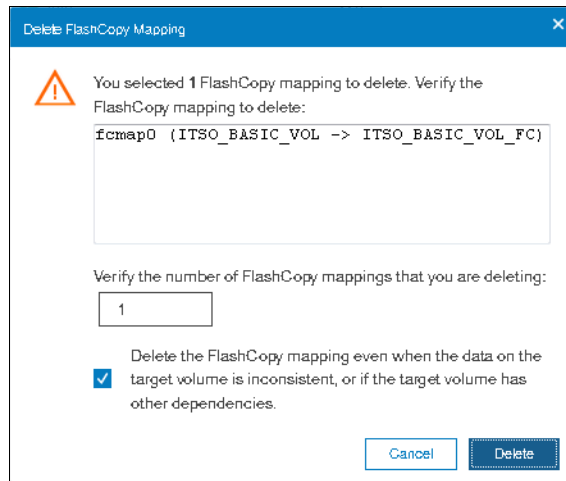 Delete FlashCopy Mapping
You selected 1 FlashCopy mapping to delete. Verify the
FlashCopy mapping to delete:
fcmap0 (ITSO_BASIC_VOL -> ITSO_BASIC_VOL_FC)
Verify the number of FlashCopy mappings that you are deleting:
1
Delete the FlashCopy mapping even when the data on the
target volume is inconsistent, or if the target volume has
other dependencies.
Cancel Delete